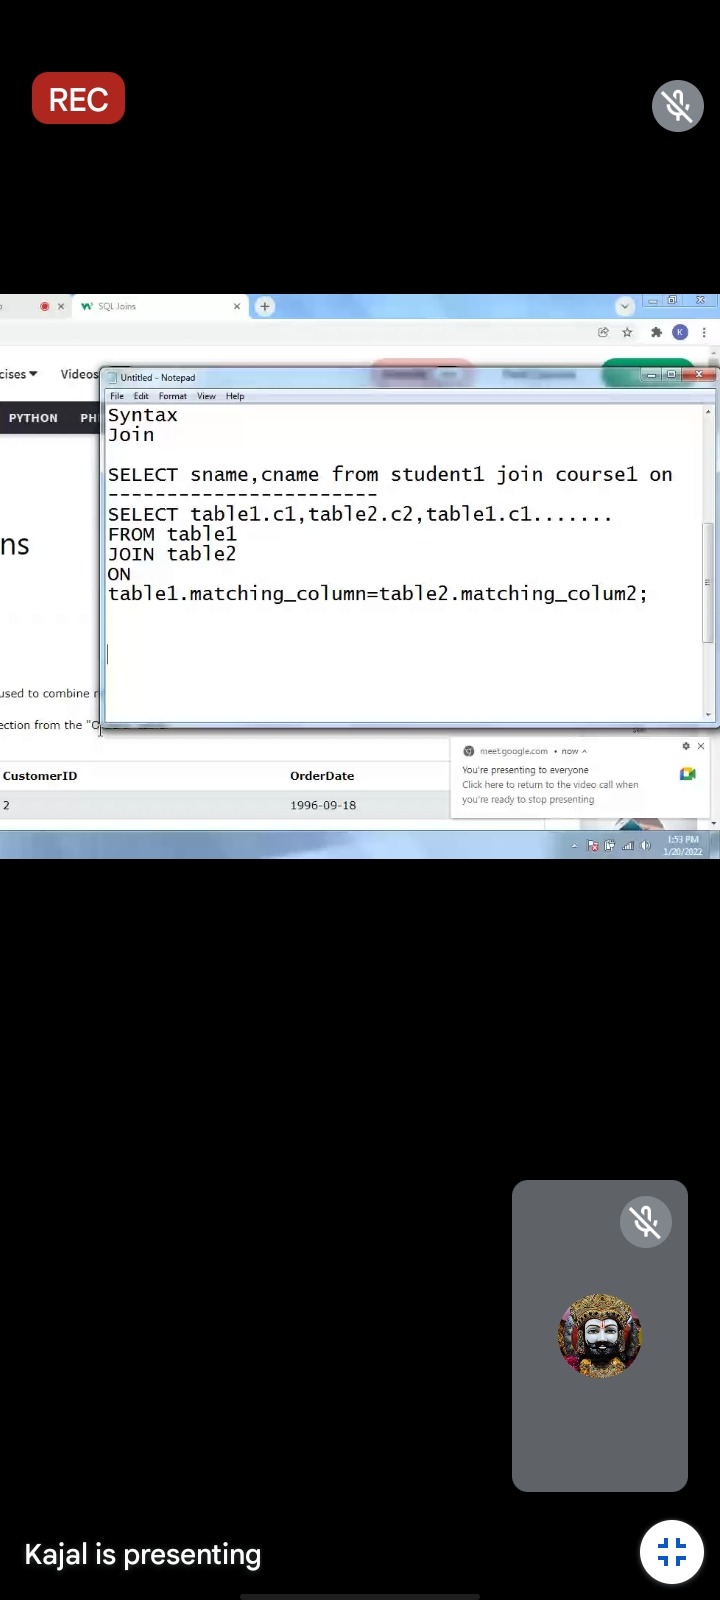 REC
SQL Joins
K
cises
Videos
Untitled - Notepad
File Edit Format View Help
PYTHON
PH
Syntax
Join
SELECT sname,cname from student1 join course1 on
-----------------------
SELECT table1.c1,table2.c2,table1.c1.......
FROM table1
JOIN table2
ON
table1.matching_column=table2.matching_colum2;
ns
used to combine r
ection from the "O
meet.google.com • now
You're presenting to everyone
Click here to return to the video call when
you're ready to stop presenting
CustomerID OrderDate
2 1996-09-18
1:53 PM
1/20/2022
Kajal is presenting